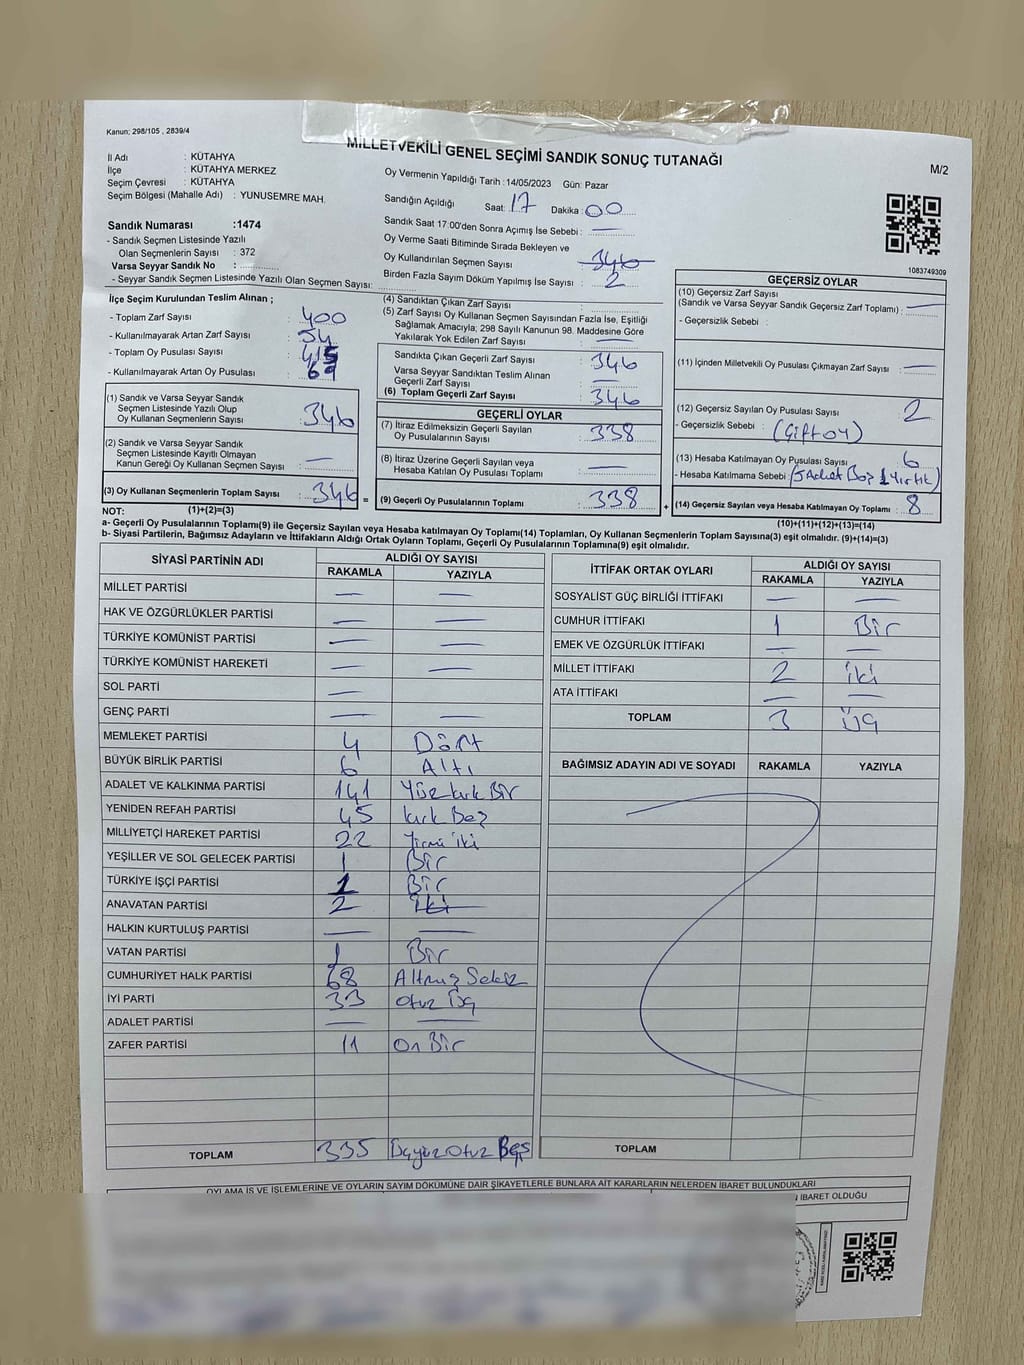 Kanun; 298/105 , 2839/4
MİLLETVEKİLİ GENEL SEÇİMİ SANDIK SONUÇ TUTANAĞI
M/2
İl Adı : KÜTAHYA
İlçe : KÜTAHYA MERKEZ
Seçim Çevresi : KÜTAHYA
Seçim Bölgesi (Mahalle Adı) : YUNUSEMRE MAH.
Sandık Numarası :1474
- Sandık Seçmen Listesinde Yazılı
Olan Seçmenlerin Sayısı : 372
Varsa Seyyar Sandık No :
- Seyyar Sandık Seçmen Listesinde Yazılı Olan Seçmen Sayısı:
Oy Vermenin Yapıldığı Tarih : 14/05/2023 Gün: Pazar
Sandığın Açıldığı Saat: 17 Dakika : 00
Sandık Saat 17:00'den Sonra Açımış İse Sebebi : —
Oy Verme Saati Bitiminde Sırada Bekleyen ve
Oy Kullandırılan Seçmen Sayısı : 346
Birden Fazla Sayım Döküm Yapılmış İse Sayısı : 2
1083749309
İlçe Seçim Kurulundan Teslim Alınan ;
- Toplam Zarf Sayısı : 400
- Kullanılmayarak Artan Zarf Sayısı : 54
- Toplam Oy Pusulası Sayısı : 415
- Kullanılmayarak Artan Oy Pusulası : 69
(1) Sandık ve Varsa Seyyar Sandık
Seçmen Listesinde Yazılı Olup
Oy Kullanan Seçmenlerin Sayısı : 346
(2) Sandık ve Varsa Seyyar Sandık
Seçmen Listesinde Kayıtlı Olmayan
Kanun Gereği Oy Kullanan Seçmen Sayısı : —
(3) Oy Kullanan Seçmenlerin Toplam Sayısı : 346 =
(4) Sandıktan Çıkan Zarf Sayısı :
(5) Zarf Sayısı Oy Kullanan Seçmen Sayısından Fazla İse, Eşitliği
Sağlamak Amacıyla; 298 Sayılı Kanunun 98. Maddesine Göre
Yakılarak Yok Edilen Zarf Sayısı : —
Sandıkta Çıkan Geçerli Zarf Sayısı : 346
Varsa Seyyar Sandıktan Teslim Alınan
Geçerli Zarf Sayısı : —
(6) Toplam Geçerli Zarf Sayısı : 346
GEÇERLİ OYLAR
(7) İtiraz Edilmeksizin Geçerli Sayılan
Oy Pusulalarının Sayısı : 338
(8) İtiraz Üzerine Geçerli Sayılan veya
Hesaba Katılan Oy Pusulası Toplamı : —
(9) Geçerli Oy Pusulalarının Toplamı : 338 +
GEÇERSİZ OYLAR
(10) Geçersiz Zarf Sayısı
(Sandık ve Varsa Seyyar Sandık Geçersiz Zarf Toplamı) : —
- Geçersizlik Sebebi :
(11) İçinden Milletvekili Oy Pusulası Çıkmayan Zarf Sayısı : —
(12) Geçersiz Sayılan Oy Pusulası Sayısı : 2
- Geçersizlik Sebebi : (Çift oy)
(13) Hesaba Katılmayan Oy Pusulası Sayısı : 6
- Hesaba Katılmama Sebebi : (5 Adet Boş 1 Yırtık)
(14) Geçersiz Sayılan veya Hesaba Katılmayan Oy Toplamı : 8
NOT: (1)+(2)=(3)
(10)+(11)+(12)+(13)=(14)
a- Geçerli Oy Pusulalarının Toplamı(9) ile Geçersiz Sayılan veya Hesaba katılmayan Oy Toplamı(14) Toplamları, Oy Kullanan Seçmenlerin Toplam Sayısına(3) eşit olmalıdır. (9)+(14)=(3)
b- Siyasi Partilerin, Bağımsız Adayların ve İttifakların Aldığı Ortak Oyların Toplamı, Geçerli Oy Pusulalarının Toplamına(9) eşit olmalıdır.
SİYASİ PARTİNİN ADI ALDIĞI OY SAYISI
RAKAMLA YAZIYLA
MİLLET PARTİSİ — —
HAK VE ÖZGÜRLÜKLER PARTİSİ — —
TÜRKİYE KOMÜNİST PARTİSİ — —
TÜRKİYE KOMÜNİST HAREKETİ — —
SOL PARTİ —
GENÇ PARTİ — —
MEMLEKET PARTİSİ 4 Dört
BÜYÜK BİRLİK PARTİSİ 6 Altı
ADALET VE KALKINMA PARTİSİ 141 Yüz kırk Bir
YENİDEN REFAH PARTİSİ 45 kırk Beş
MİLLİYETÇİ HAREKET PARTİSİ 22 Yirmi iki
YEŞİLLER VE SOL GELECEK PARTİSİ 1 Bir
TÜRKİYE İŞÇİ PARTİSİ 1 Bir
ANAVATAN PARTİSİ 2 İki
HALKIN KURTULUŞ PARTİSİ — —
VATAN PARTİSİ 1 Bir
CUMHURİYET HALK PARTİSİ 68 Altmış Sekiz
İYİ PARTİ 33 otuz üç
ADALET PARTİSİ — —
ZAFER PARTİSİ 11 On Bir
TOPLAM 335 Üçyüz Otuz Beş
İTTİFAK ORTAK OYLARI ALDIĞI OY SAYISI
RAKAMLA YAZIYLA
SOSYALİST GÜÇ BİRLİĞİ İTTİFAKI — —
CUMHUR İTTİFAKI 1 Bir
EMEK VE ÖZGÜRLÜK İTTİFAKI — —
MİLLET İTTİFAKI 2 iki
ATA İTTİFAKI — —
TOPLAM 3 Üç
BAĞIMSIZ ADAYIN ADI VE SOYADI RAKAMLA YAZIYLA
TOPLAM
OYLAMA İŞ VE İŞLEMLERİNE VE OYLARIN SAYIM DÖKÜMÜNE DAİR ŞİKAYETLERLE BUNLARA AİT KARARLARIN NELERDEN İBARET BULUNDUKLARI
İBARET OLDUĞU